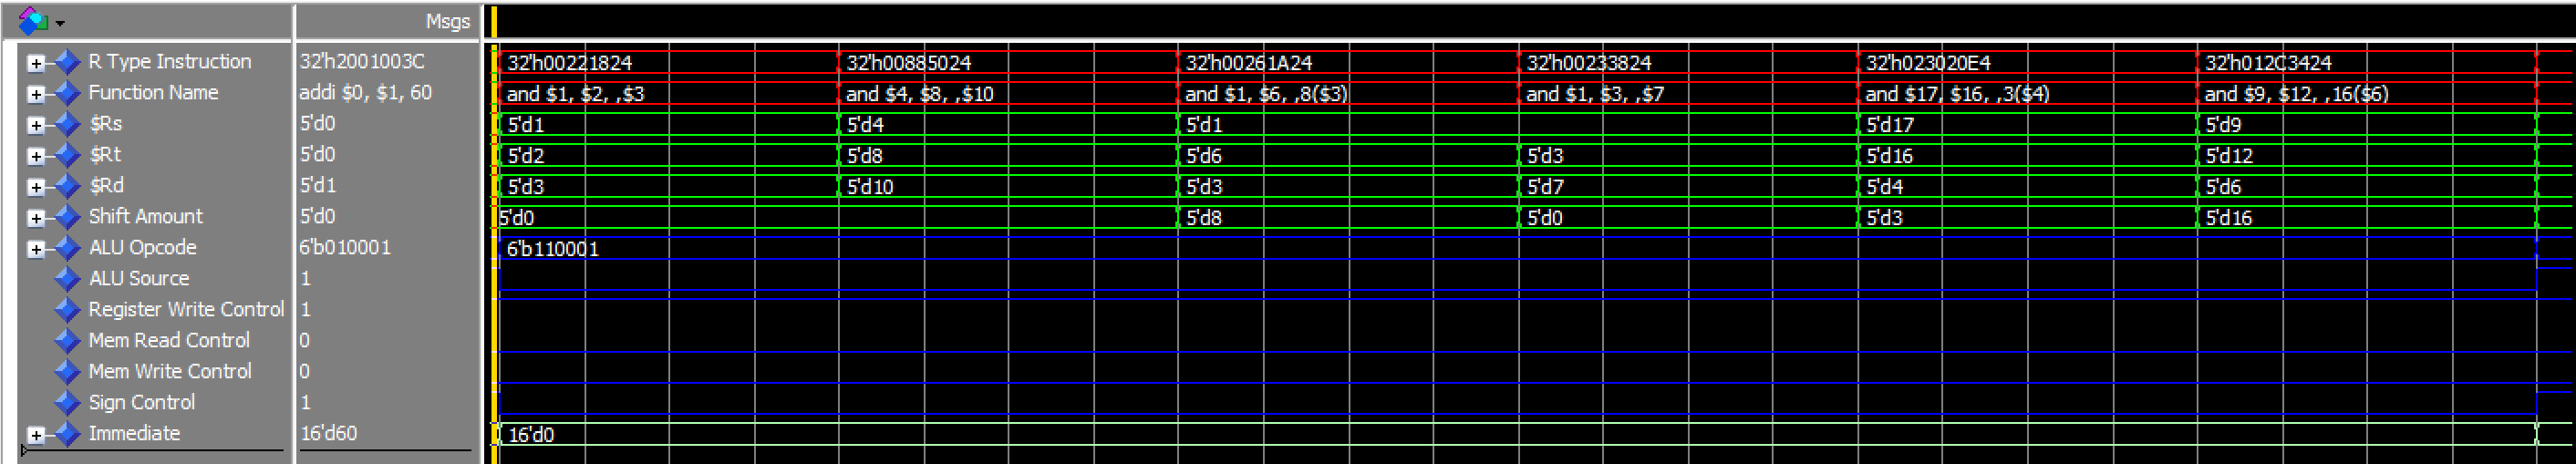 Msgs
R Type Instruction 32'h2001003C 32'h00221824 32'h00885024 32'h00261A24 32'h00233824 32'h023020E4 32'h012C3424
Function Name addi $0, $1, 60 and $1, $2, ,$3 and $4, $8, ,$10 and $1, $6, ,8($3) and $1, $3, ,$7 and $17, $16, ,3($4) and $9, $12, ,16($6)
$Rs 5'd0 5'd1 5'd4 5'd1 5'd17 5'd9
$Rt 5'd0 5'd2 5'd8 5'd6 5'd3 5'd16 5'd12
$Rd 5'd1 5'd3 5'd10 5'd3 5'd7 5'd4 5'd6
Shift Amount 5'd0 5'd0 5'd8 5'd0 5'd3 5'd16
ALU Opcode 6'b010001 6'b110001
ALU Source 1
Register Write Control 1
Mem Read Control 0
Mem Write Control 0
Sign Control 1
Immediate 16'd60 16'd0